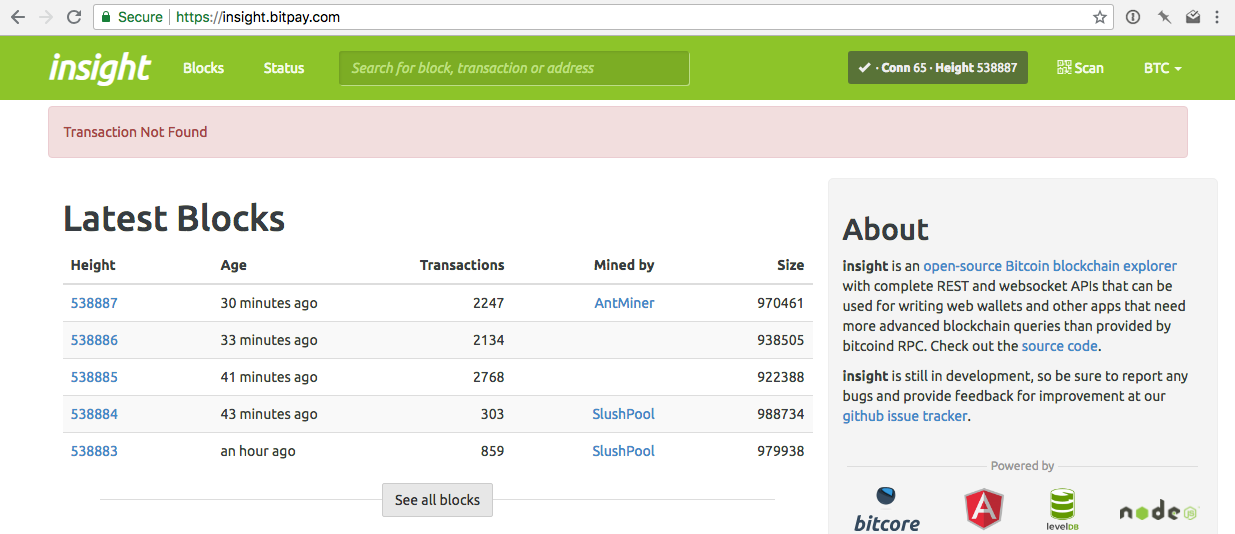 Secure https://insight.bitpay.com
insight Blocks Status Search for block, transaction or address · Conn 65 · Height 538887 Scan BTC
Transaction Not Found
Latest Blocks
Height Age Transactions Mined by Size
538887 30 minutes ago 2247 AntMiner 970461
538886 33 minutes ago 2134 938505
538885 41 minutes ago 2768 922388
538884 43 minutes ago 303 SlushPool 988734
538883 an hour ago 859 SlushPool 979938
See all blocks
About
insight is an open-source Bitcoin blockchain explorer
with complete REST and websocket APIs that can be
used for writing web wallets and other apps that need
more advanced blockchain queries than provided by
bitcoind RPC. Check out the source code.
insight is still in development, so be sure to report any
bugs and provide feedback for improvement at our
github issue tracker.
Powered by
bitcore A levelDB node JS